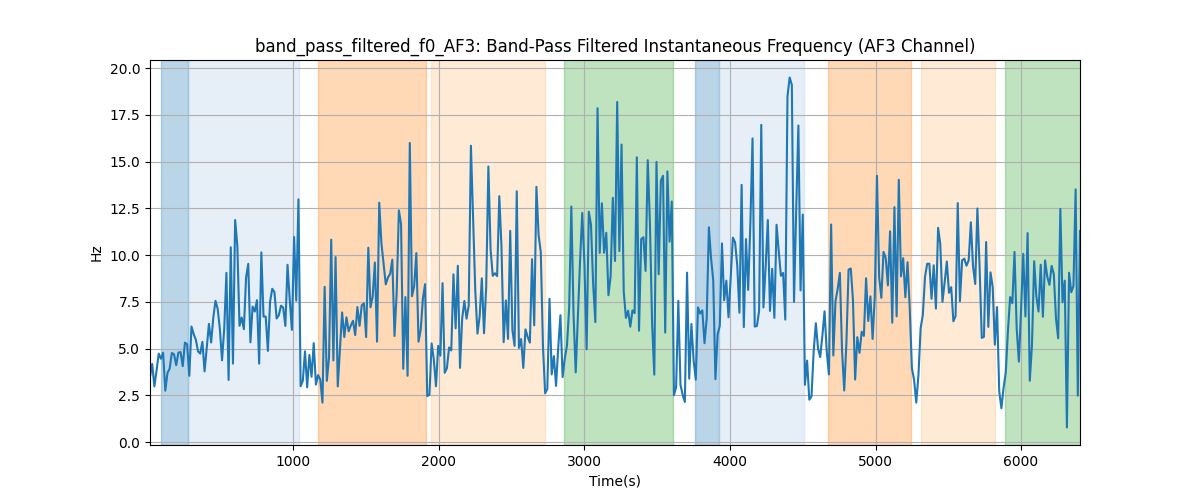 band_pass_filtered_f0_AF3: Band-Pass Filtered Instantaneous Frequency (AF3 Channel)
20.0
17.5
15.0
12.5
10.0
7.5
5.0
2.5
0.0
Hz
1000 2000 3000 4000 5000 6000
Time(s)